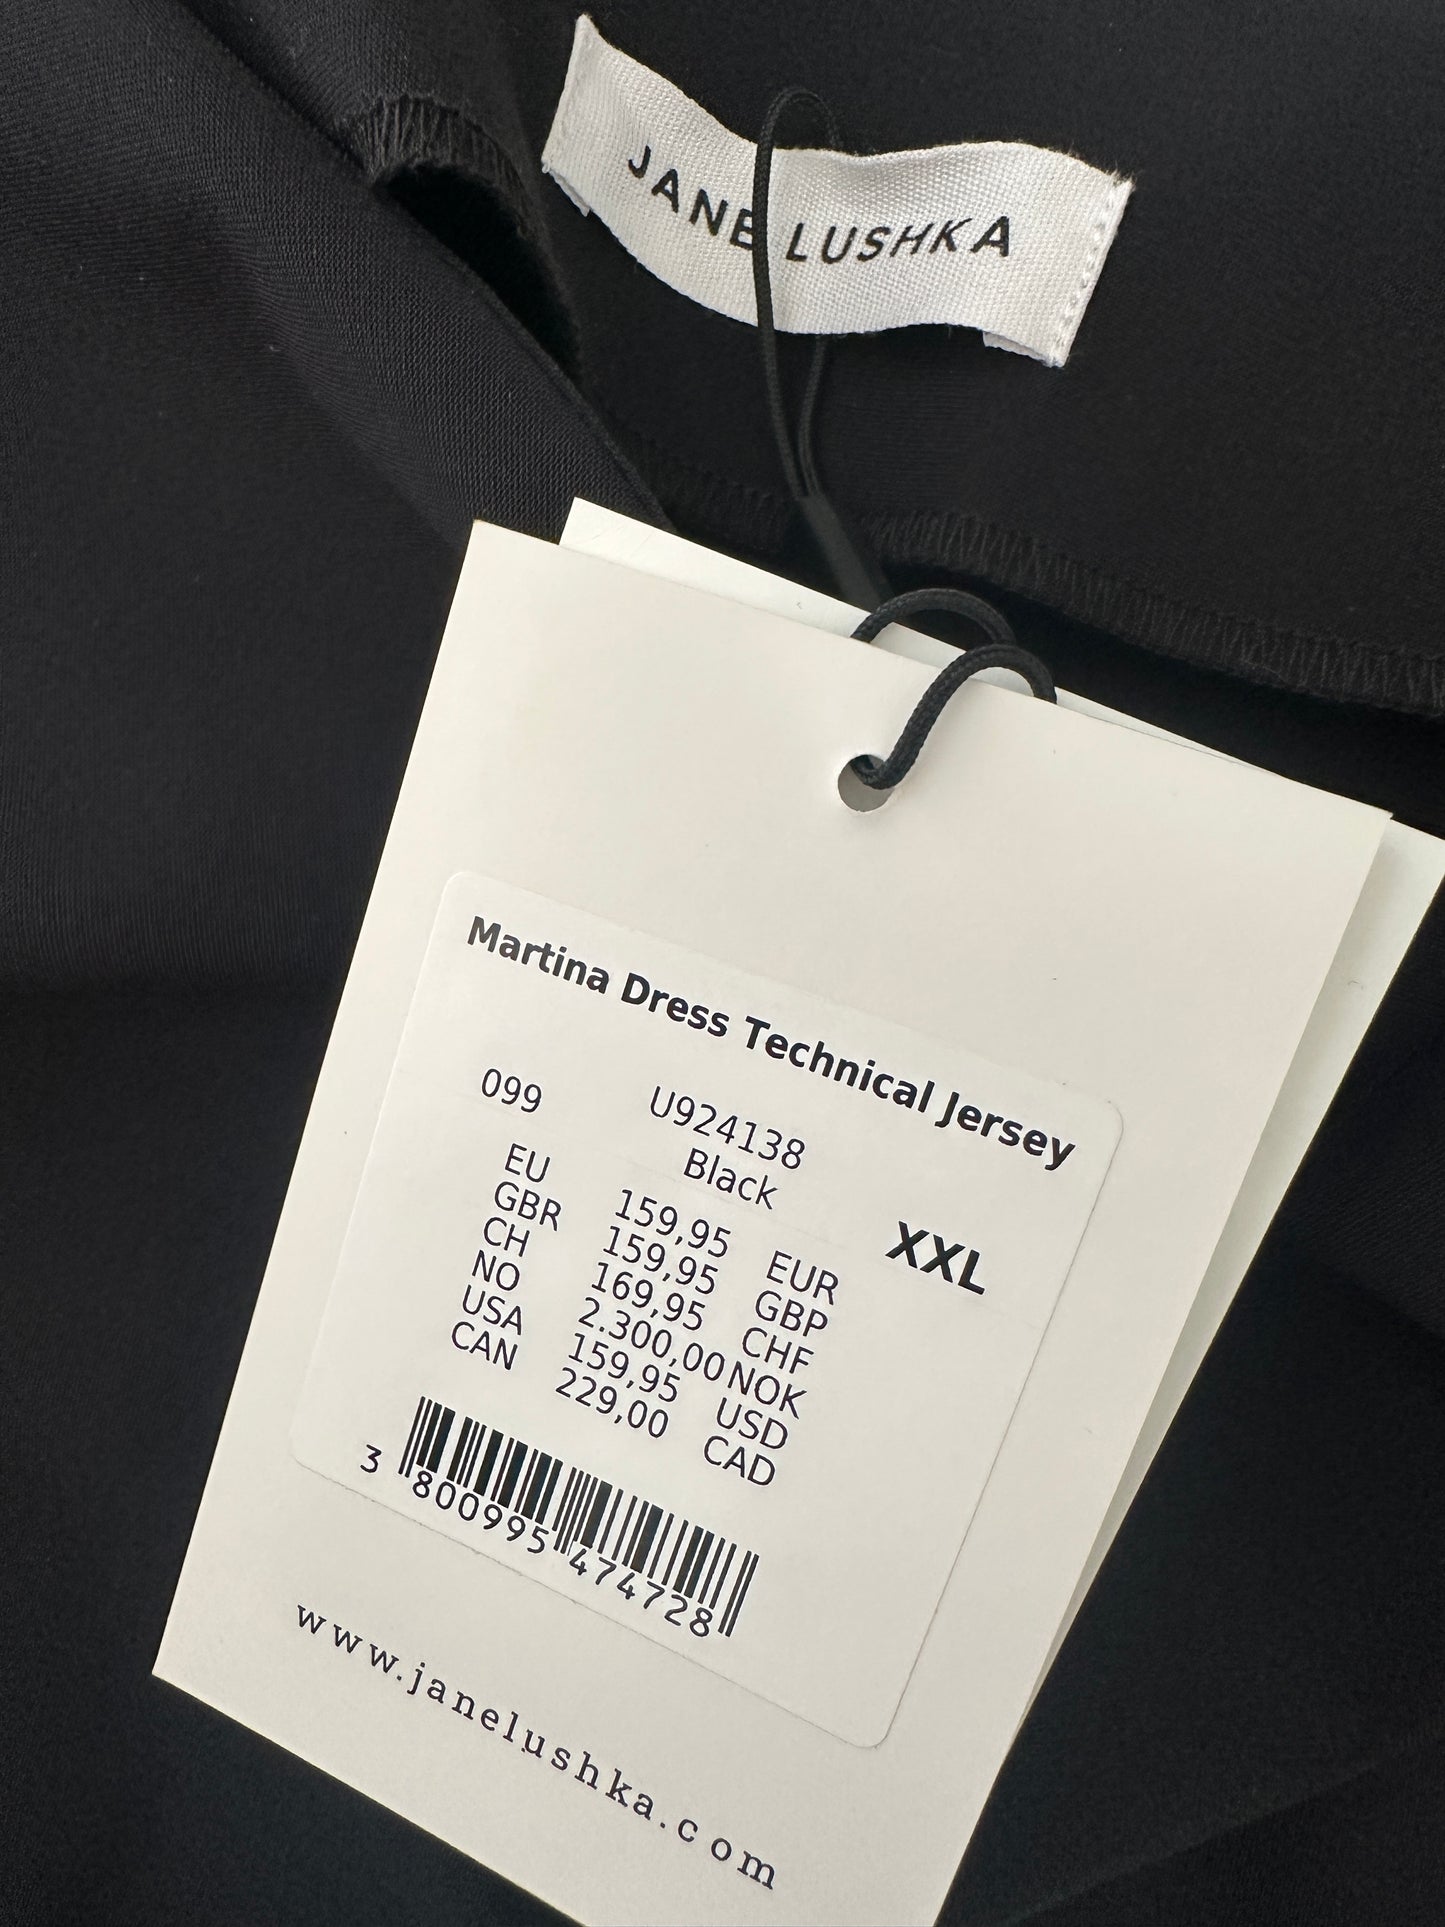 JANE LUSHKA
Martina Dress Technical Jersey
099 U924138
Black
XXL
EU 159,95 EUR
GBR 159,95 GBP
CH 169,95 CHF
NO 2.300,00 NOK
USA 159,95 USD
CAN 229,00 CAD
3 800995 474728
www.janelushka.com